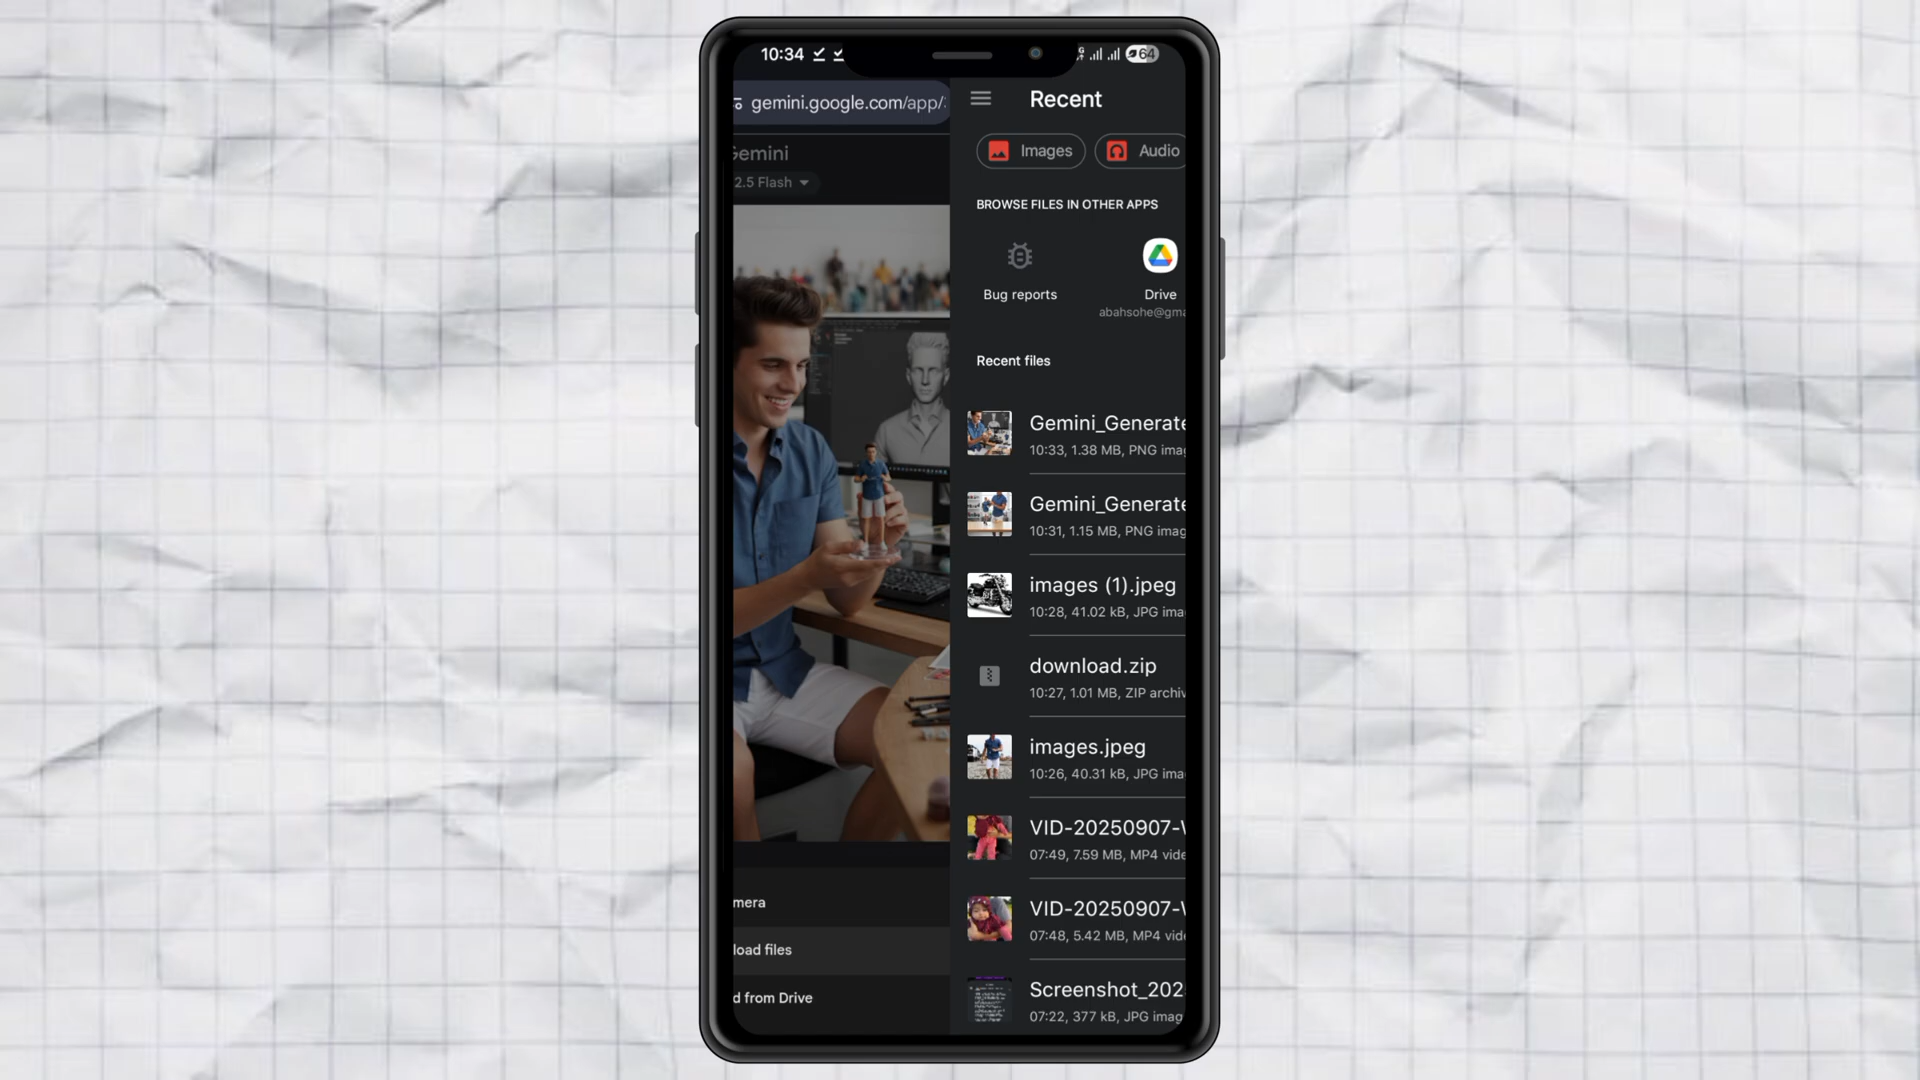 10:34
64
gemini.google.com/app/
Gemini
2.5 Flash
mera
load files
d from Drive
Recent
Images
Audio
BROWSE FILES IN OTHER APPS
Bug reports
Drive
abahsohe@gma
Recent files
Gemini_Generate
10:33, 1.38 MB, PNG imag
Gemini_Generate
10:31, 1.15 MB, PNG imag
images (1).jpeg
10:28, 41.02 kB, JPG ima
download.zip
10:27, 1.01 MB, ZIP archiv
images.jpeg
10:26, 40.31 kB, JPG ima
VID-20250907-W
07:49, 7.59 MB, MP4 vide
VID-20250907-W
07:48, 5.42 MB, MP4 vide
Screenshot_202
07:22, 377 kB, JPG imag